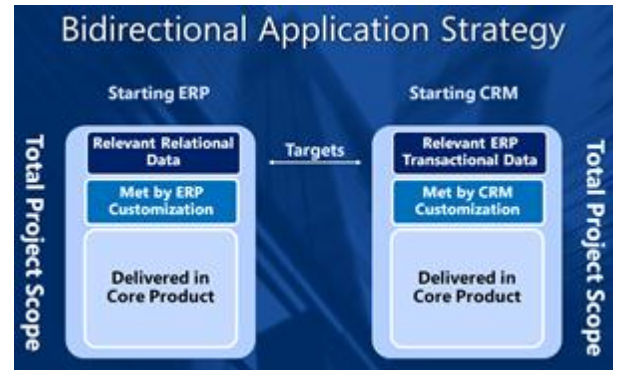 Bidirectional Application Strategy
Starting ERP
Starting CRM
Total Project Scope
Relevant Relational
Data
Met by ERP
Customization
Delivered in
Core Product
Targets
Relevant ERP
Transactional Data
Met by CRM
Customization
Delivered in
Core Product
Total Project Scope